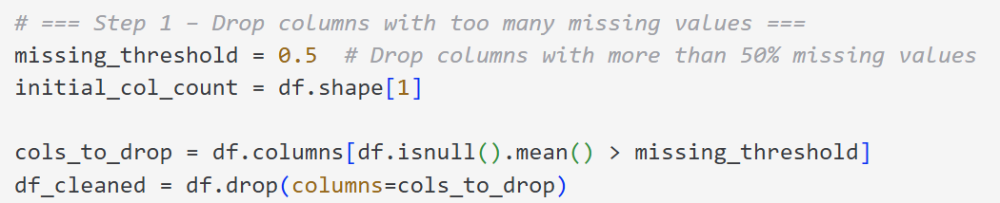 # === Step 1 – Drop columns with too many missing values ===
missing_threshold = 0.5  # Drop columns with more than 50% missing values
initial_col_count = df.shape[1]
cols_to_drop = df.columns[df.isnull().mean() > missing_threshold]
df_cleaned = df.drop(columns=cols_to_drop)